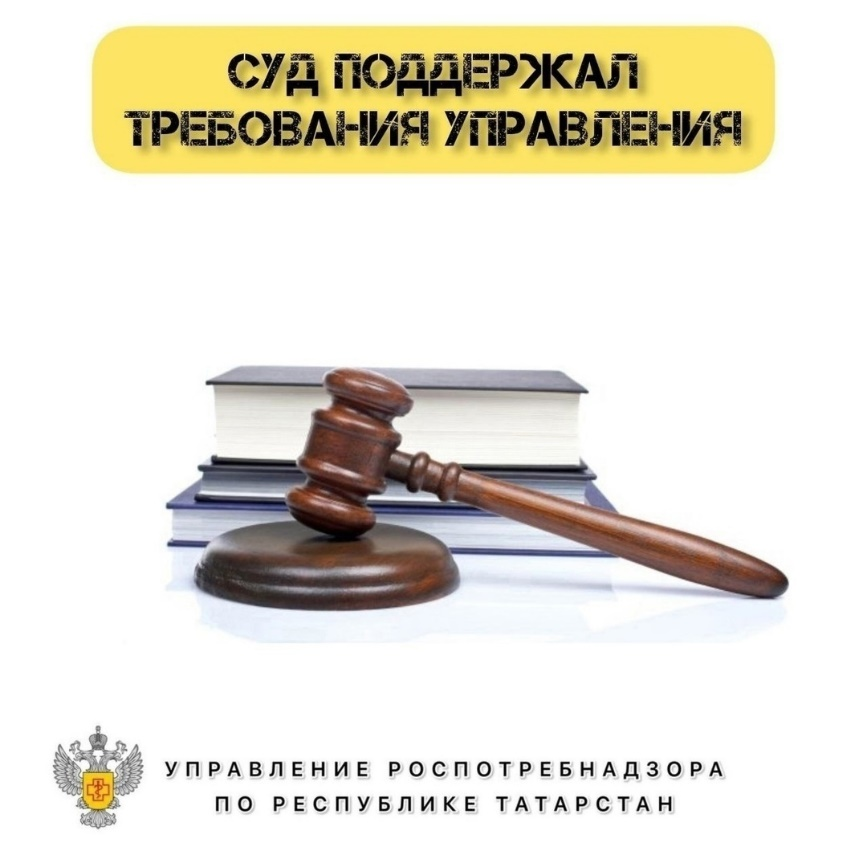 СУД ПОДДЕРЖАЛ
ТРЕБОВАНИЯ УПРАВЛЕНИЯ
УПРАВЛЕНИЕ РОСПОТРЕБНАДЗОРА
ПО РЕСПУБЛИКЕ ТАТАРСТАН